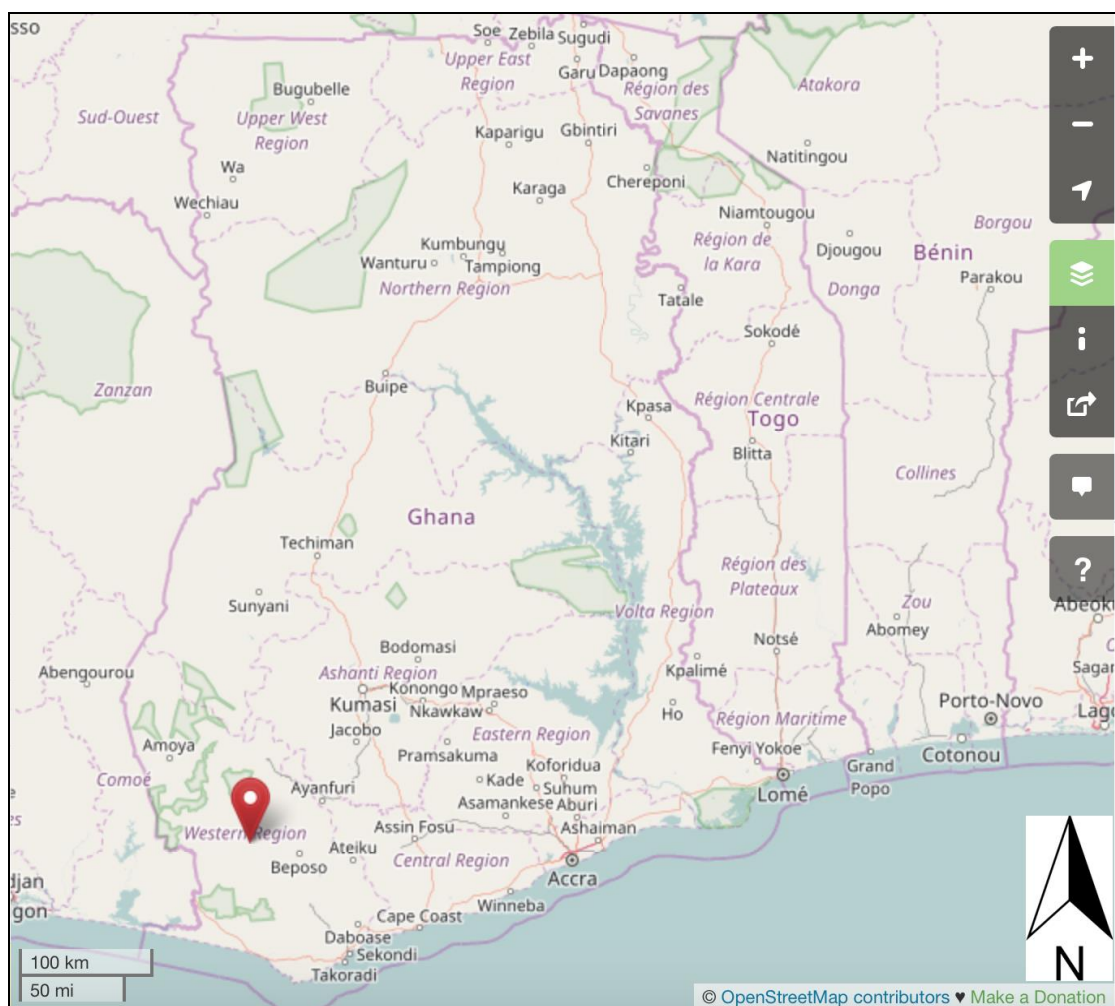 sso
Soe
Zebila
Sugudi
Upper East
Region
Garu
Dapaong
Région des
Savanes
Atakora
Bugubelle
Sud-Ouest
Upper West
Region
Kaparigu
Gbintiri
Natitingou
Wa
Chereponi
Karaga
Wechiau
Niamtougou
Borgou
Kumbungu
Wanturu
Tampiong
Région de
la Kara
Djougou
Bénin
Northern Region
Parakou
Donga
Tatale
Sokodé
Zanzan
Buipe
Région Centrale
Kpasa
Togo
Kitari
Blitta
Collines
Ghana
Techiman
Région des
Plateaux
?
Sunyani
Volta Region
Zou
Abeoku
Abomey
Notsé
Bodomasi
Abengourou
Ashanti Region
Kpalimé
Sagar
Konongo
Mpraeso
Kumasi
Nkawkaw
Porto-Novo
Ho
Lago
Jacobo
Eastern Region
Région Maritime
Amoya
Pramsakuma
Fenyi Yokoe
Cotonou
Koforidua
Grand
Popo
Comoé
Kade
Suhum
Ayanfuri
Lomé
Asamankese
Aburi
Western Region
Assin Fosu
Ashaiman
Ateiku
Beposo
Central Region
Accra
djan
gon
Winneba
Cape Coast
Daboase
Sekondi
Takoradi
N
100 km
50 mi
© OpenStreetMap contributors ♥ Make a Donation